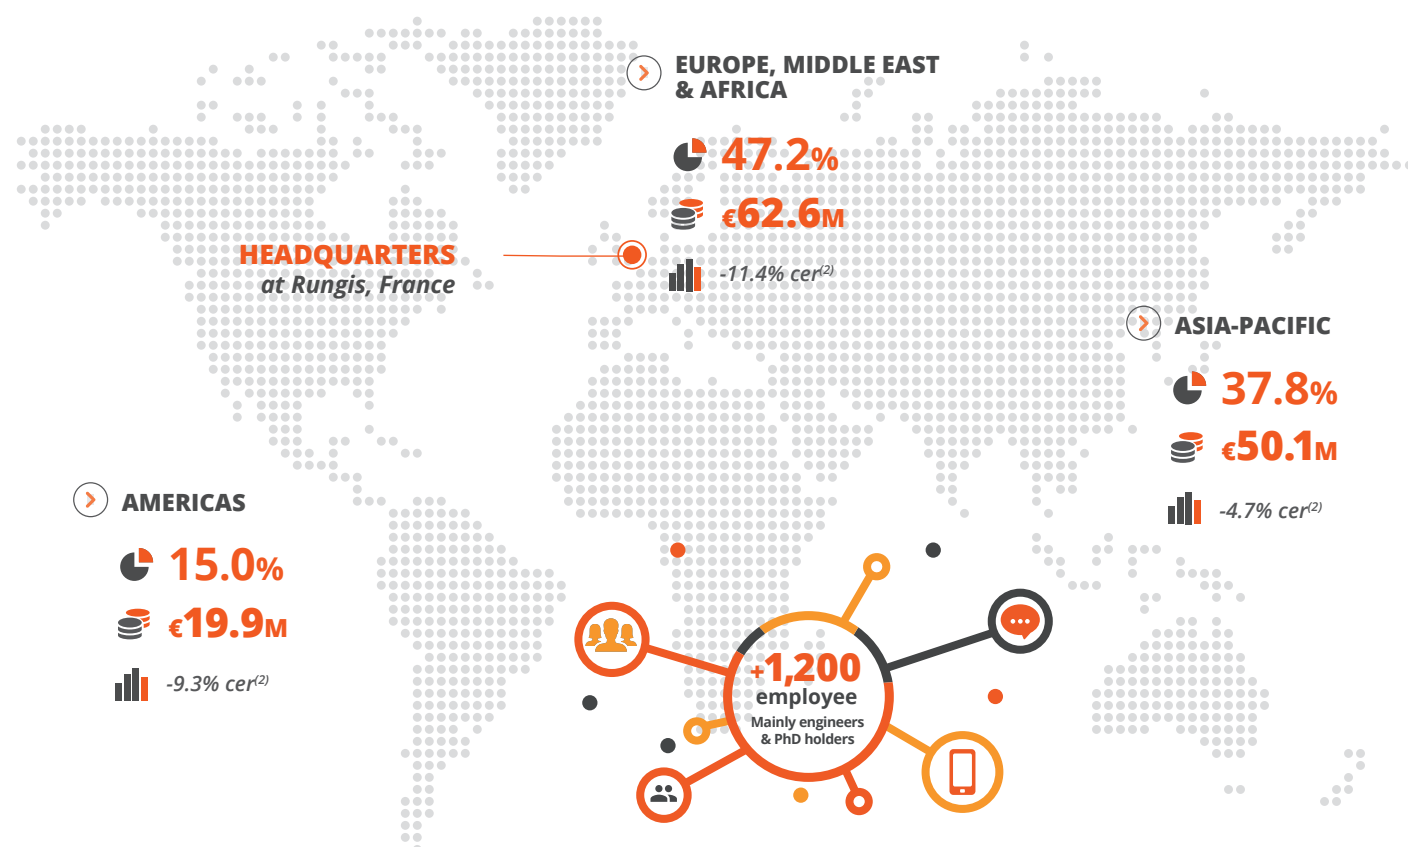 EUROPE, MIDDLE EAST
& AFRICA
47.2%
€62.6M
-11.4% cer(2)
HEADQUARTERS
at Rungis, France
ASIA-PACIFIC
37.8%
€50.1M
-4.7% cer(2)
AMERICAS
15.0%
€19.9M
-9.3% cer(2)
+1,200
employee
Mainly engineers
& PhD holders